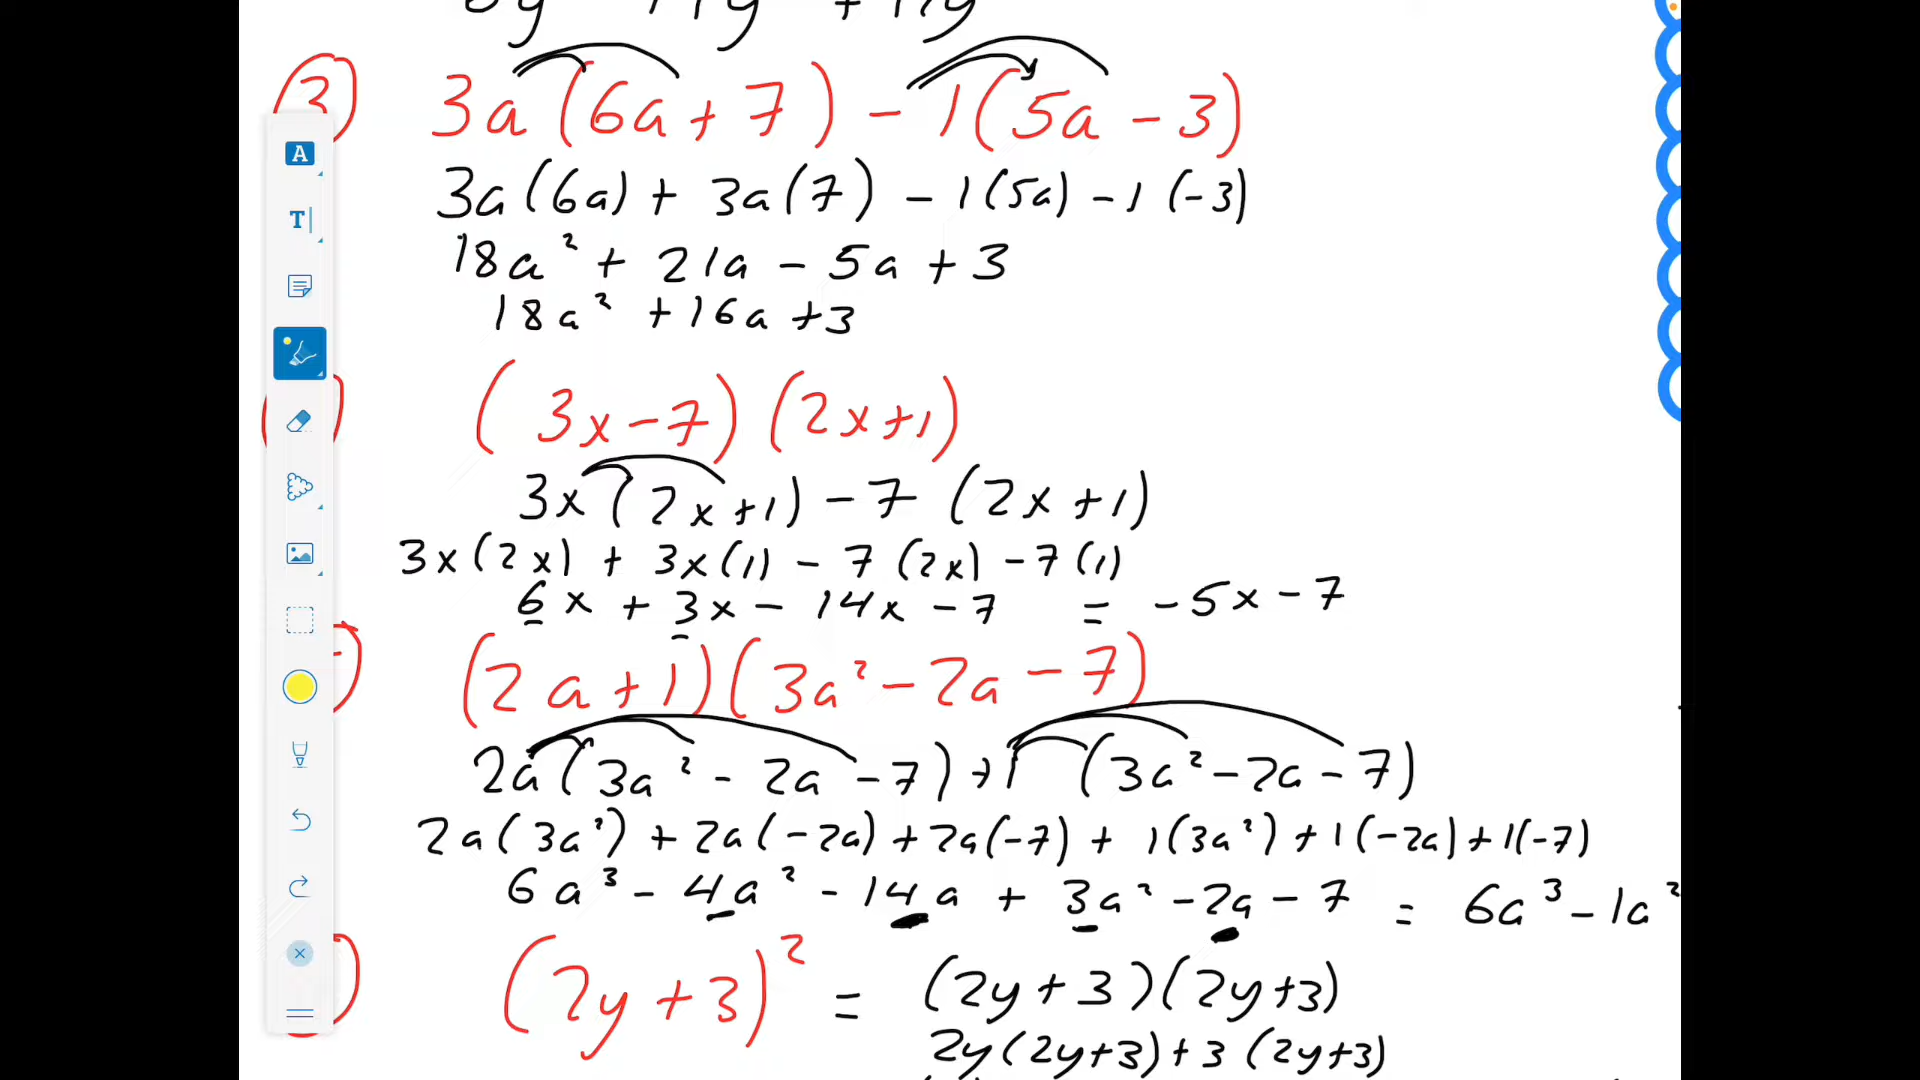 3
3a(6a+7) - 1(5a - 3)
3a(6a) + 3a(7) - 1(5a) - 1(-3)
18a² + 21a - 5a + 3
18a² + 16a + 3
(3x - 7)(2x+1)
3x(2x+1) - 7(2x+1)
3x(2x) + 3x(1) - 7(2x) - 7(1)
6x + 3x - 14x - 7 = -5x - 7
(2a+1)(3a² - 2a - 7)
2a(3a² - 2a - 7) + 1(3a² - 2a - 7)
2a(3a²) + 2a(-2a) + 2a(-7) + 1(3a²) + 1(-2a) + 1(-7)
6a³ - 4a² - 14a + 3a² - 2a - 7 = 6a³ - 1a²
(2y+3)² = (2y+3)(2y+3)
2y(2y+3) + 3(2y+3)
A
T